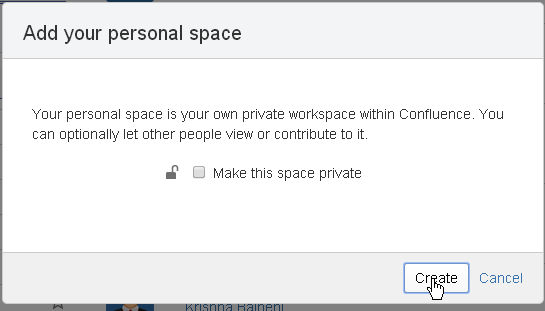 Add your personal space
Your personal space is your own private workspace within Confluence. You
can optionally let other people view or contribute to it.
Make this space private
Create
Cancel
Krishna